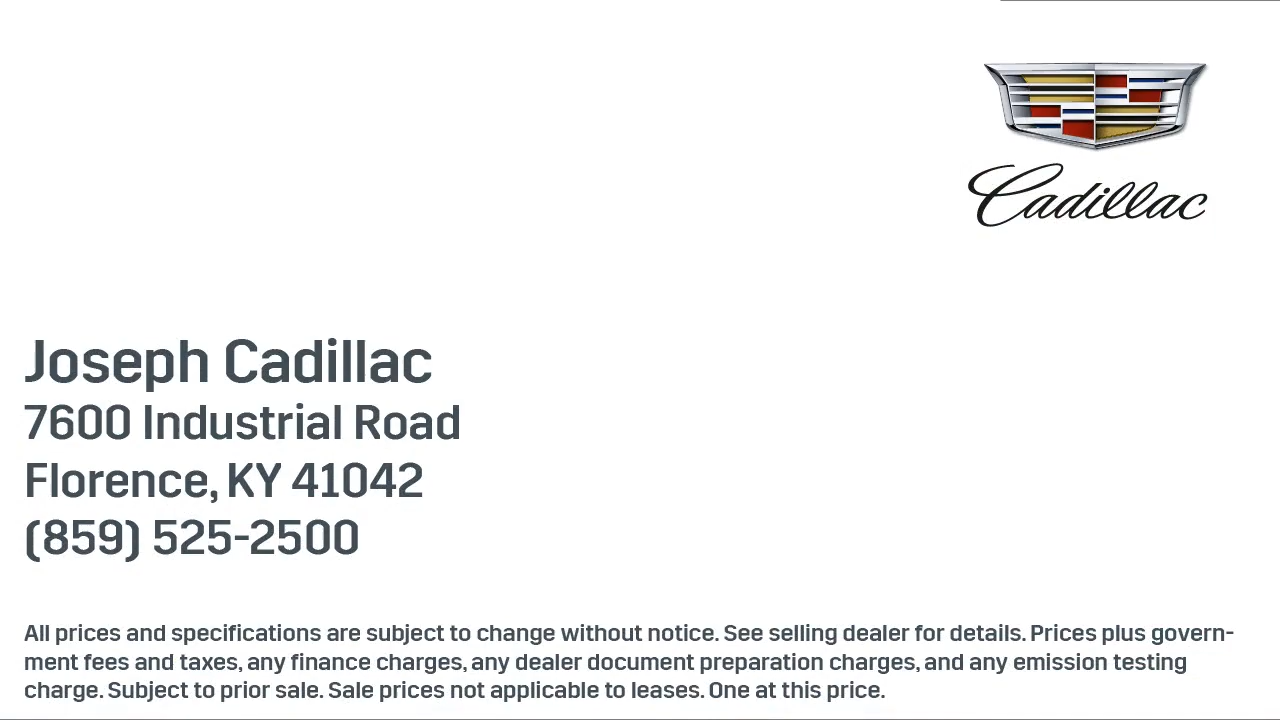 Cadillac
Joseph Cadillac
7600 Industrial Road
Florence, KY 41042
(859) 525-2500
All prices and specifications are subject to change without notice. See selling dealer for details. Prices plus govern-
ment fees and taxes, any finance charges, any dealer document preparation charges, and any emission testing
charge. Subject to prior sale. Sale prices not applicable to leases. One at this price.